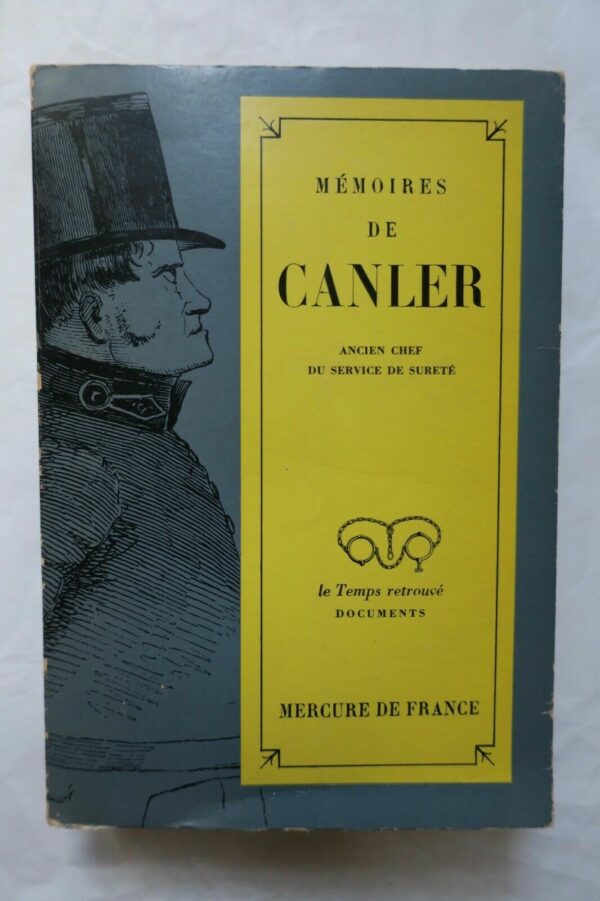 MÉMOIRES
DE
CANLER
ANCIEN CHEF
DU SERVICE DE SURETÉ
le Temps retrouvé
DOCUMENTS
MERCURE DE FRANCE